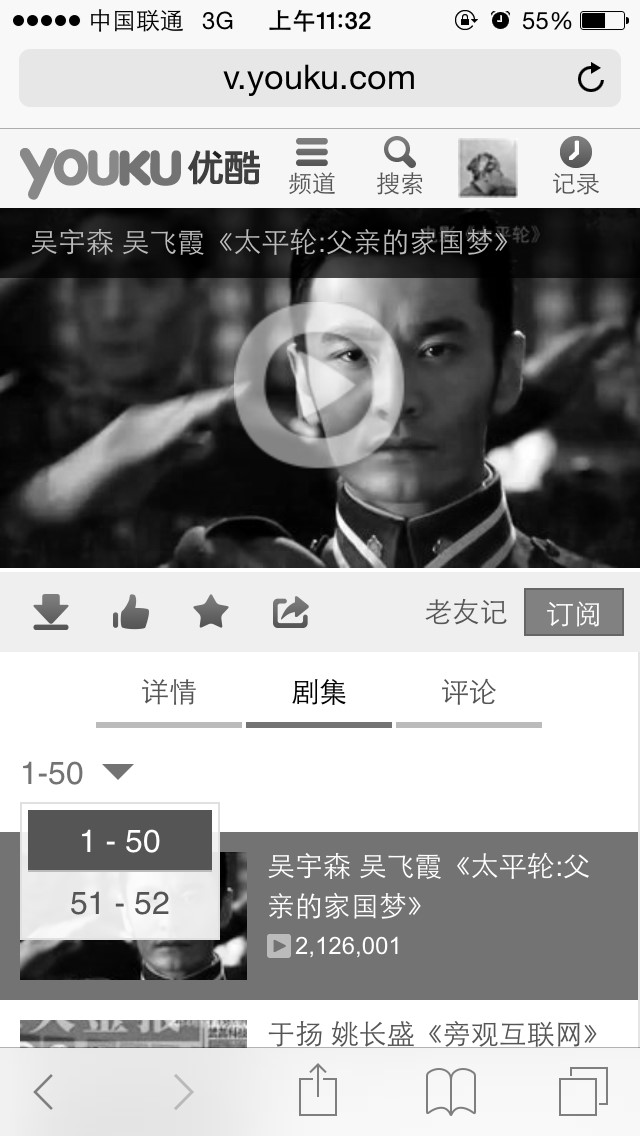 中国联通 3G 上午11:32 55%
v.youku.com
YOUKU 优酷
频道 搜索 记录
吴宇森 吴飞霞《太平轮:父亲的家国梦》
老友记 订阅
详情 剧集 评论
1-50
1 - 50
51 - 52
吴宇森 吴飞霞《太平轮:父
亲的家国梦》
2,126,001
于扬 姚长盛《旁观互联网》